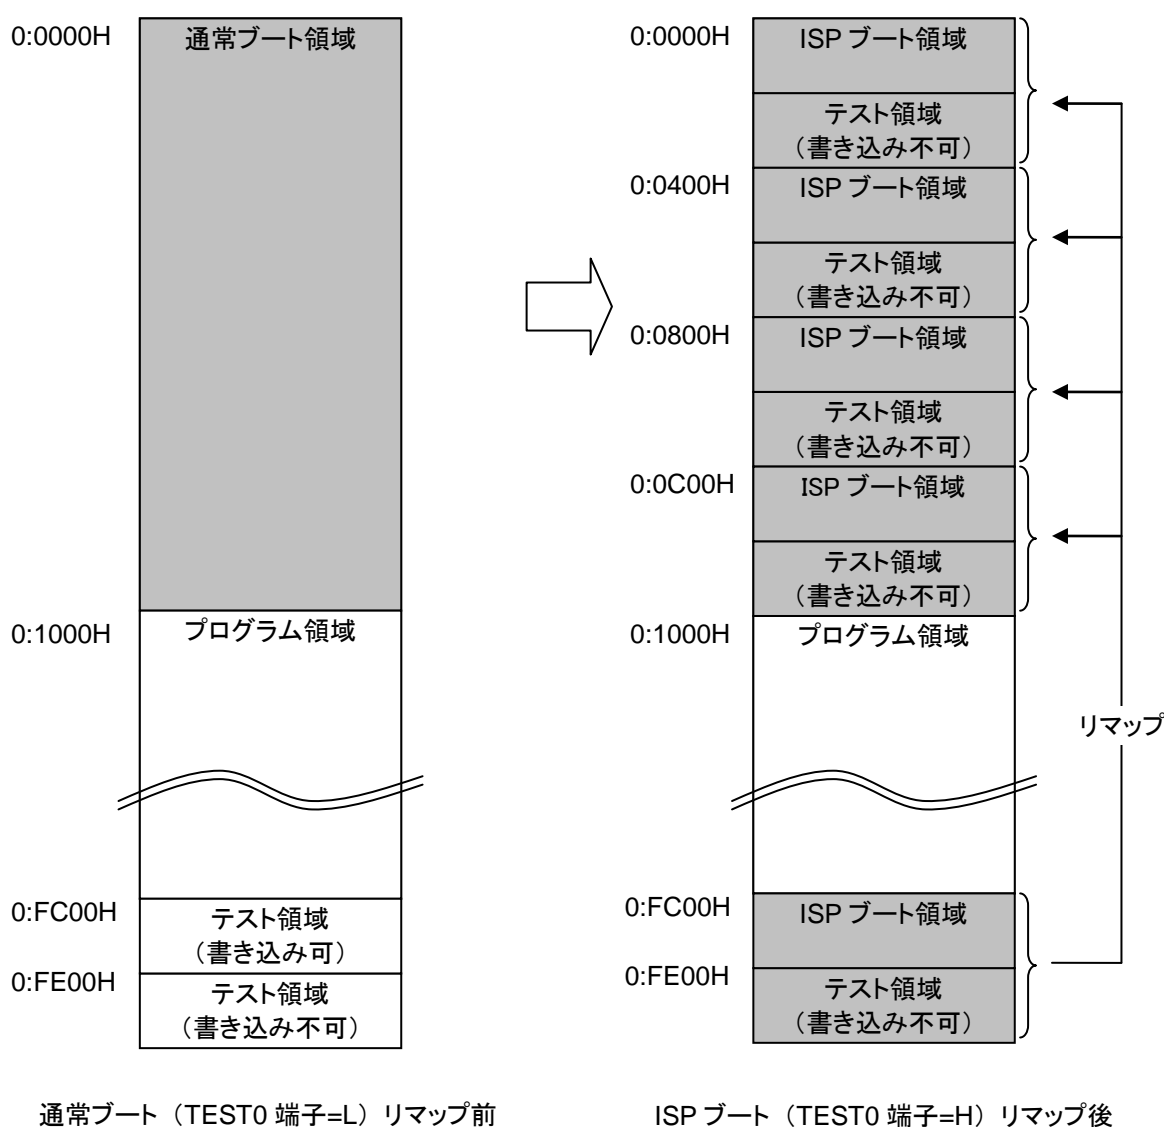 0:0000H
通常ブート領域
0:1000H
プログラム領域
0:FC00H
テスト領域
（書き込み可）
0:FE00H
テスト領域
（書き込み不可）
通常ブート（TEST0 端子=L）リマップ前
0:0000H
ISP ブート領域
テスト領域
（書き込み不可）
0:0400H
ISP ブート領域
テスト領域
（書き込み不可）
0:0800H
ISP ブート領域
テスト領域
（書き込み不可）
0:0C00H
ISP ブート領域
テスト領域
（書き込み不可）
0:1000H
プログラム領域
リマップ
0:FC00H
ISP ブート領域
0:FE00H
テスト領域
（書き込み不可）
ISP ブート（TEST0 端子=H）リマップ後